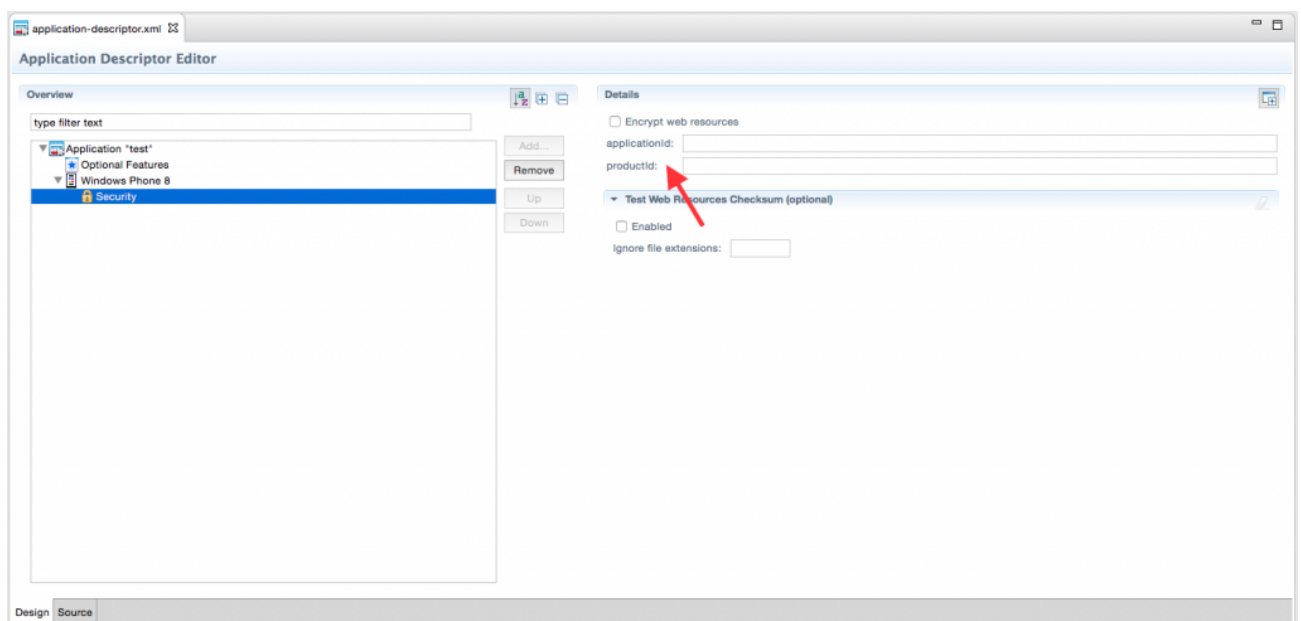 application-descriptor.xml
Application Descriptor Editor
Overview
type filter text
Application "test"
Optional Features
Windows Phone 8
Security
Add...
Remove
Up
Down
Details
Encrypt web resources
applicationId:
productId:
Test Web Resources Checksum (optional)
Enabled
Ignore file extensions:
Design Source